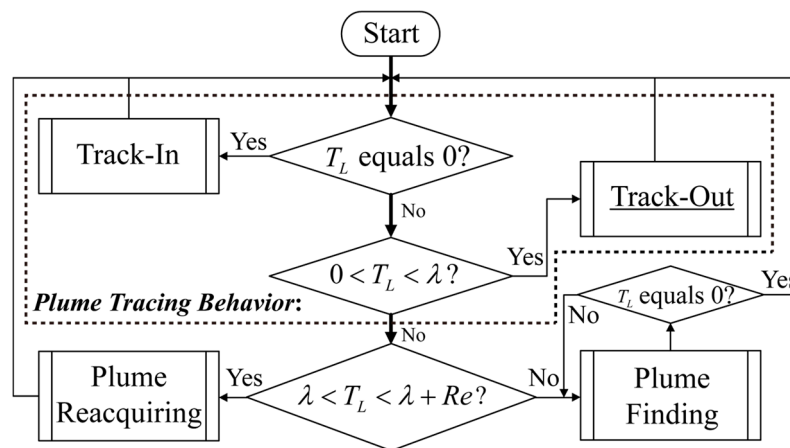 Start
Track-In
Yes
T_L equals 0?
No
Track-Out
0 < T_L < λ?
Yes
Plume Tracing Behavior:
No
T_L equals 0?
Yes
No
Plume
Reacquiring
Yes
λ < T_L < λ + Re?
No
Plume
Finding